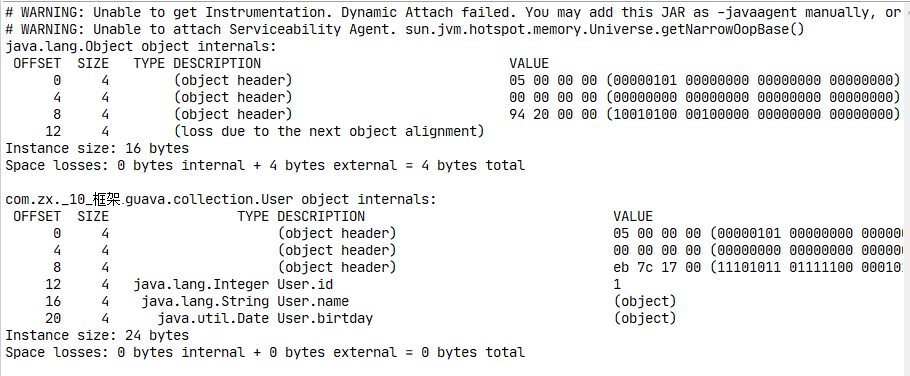 # WARNING: Unable to get Instrumentation. Dynamic Attach failed. You may add this JAR as -javaagent manually, or
# WARNING: Unable to attach Serviceability Agent. sun.jvm.hotspot.memory.Universe.getNarrowOopBase()
java.lang.Object object internals:
OFFSET SIZE TYPE DESCRIPTION VALUE
0 4 (object header) 05 00 00 00 (00000101 00000000 00000000 00000000)
4 4 (object header) 00 00 00 00 (00000000 00000000 00000000 00000000)
8 4 (object header) 94 20 00 00 (10010100 00100000 00000000 00000000)
12 4 (loss due to the next object alignment)
Instance size: 16 bytes
Space losses: 0 bytes internal + 4 bytes external = 4 bytes total
com.zx._10_框架.guava.collection.User object internals:
OFFSET SIZE TYPE DESCRIPTION VALUE
0 4 (object header) 05 00 00 00 (00000101 00000000 000000
4 4 (object header) 00 00 00 00 (00000000 00000000 000000
8 4 (object header) eb 7c 17 00 (11101011 01111100 000101
12 4 java.lang.Integer User.id 1
16 4 java.lang.String User.name (object)
20 4 java.util.Date User.birtday (object)
Instance size: 24 bytes
Space losses: 0 bytes internal + 0 bytes external = 0 bytes total